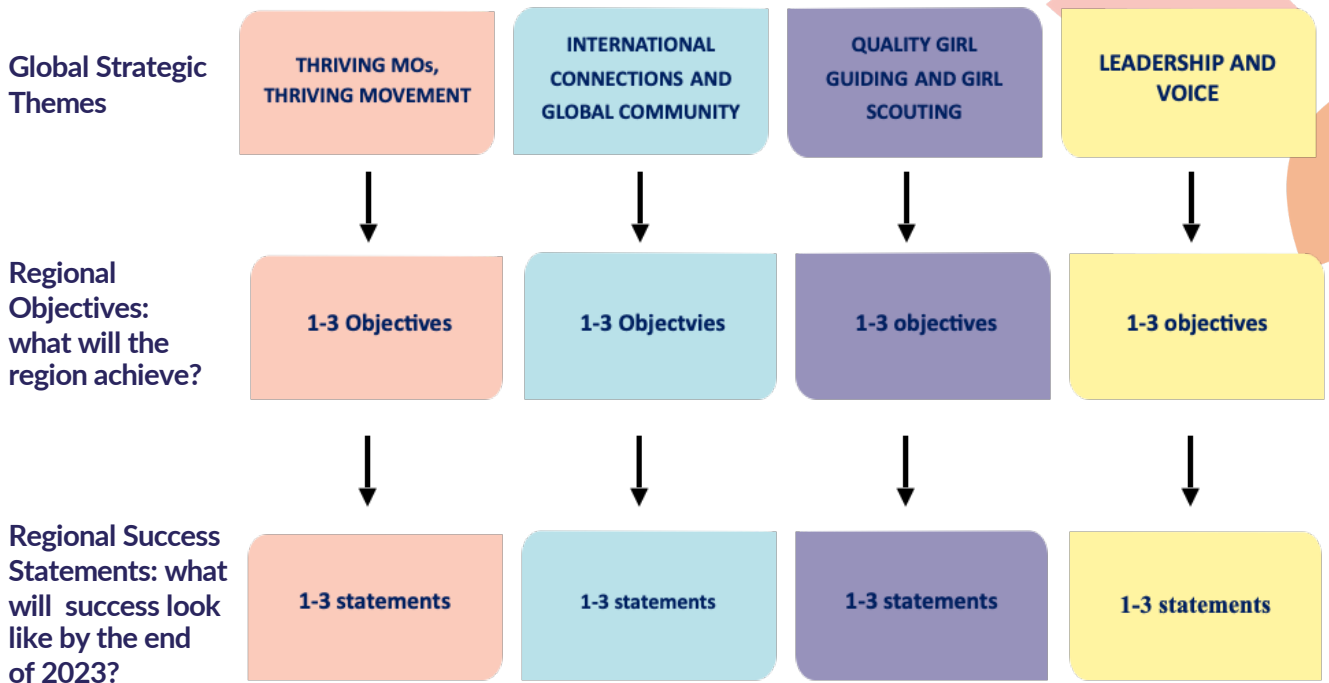 Global Strategic
Themes
THRIVING MOs,
THRIVING MOVEMENT
INTERNATIONAL
CONNECTIONS AND
GLOBAL COMMUNITY
QUALITY GIRL
GUIDING AND GIRL
SCOUTING
LEADERSHIP AND
VOICE
Regional
Objectives:
what will the
region achieve?
1-3 Objectives
1-3 Objectvies
1-3 objectives
1-3 objectives
Regional Success
Statements: what
will success look
like by the end
of 2023?
1-3 statements
1-3 statements
1-3 statements
1-3 statements